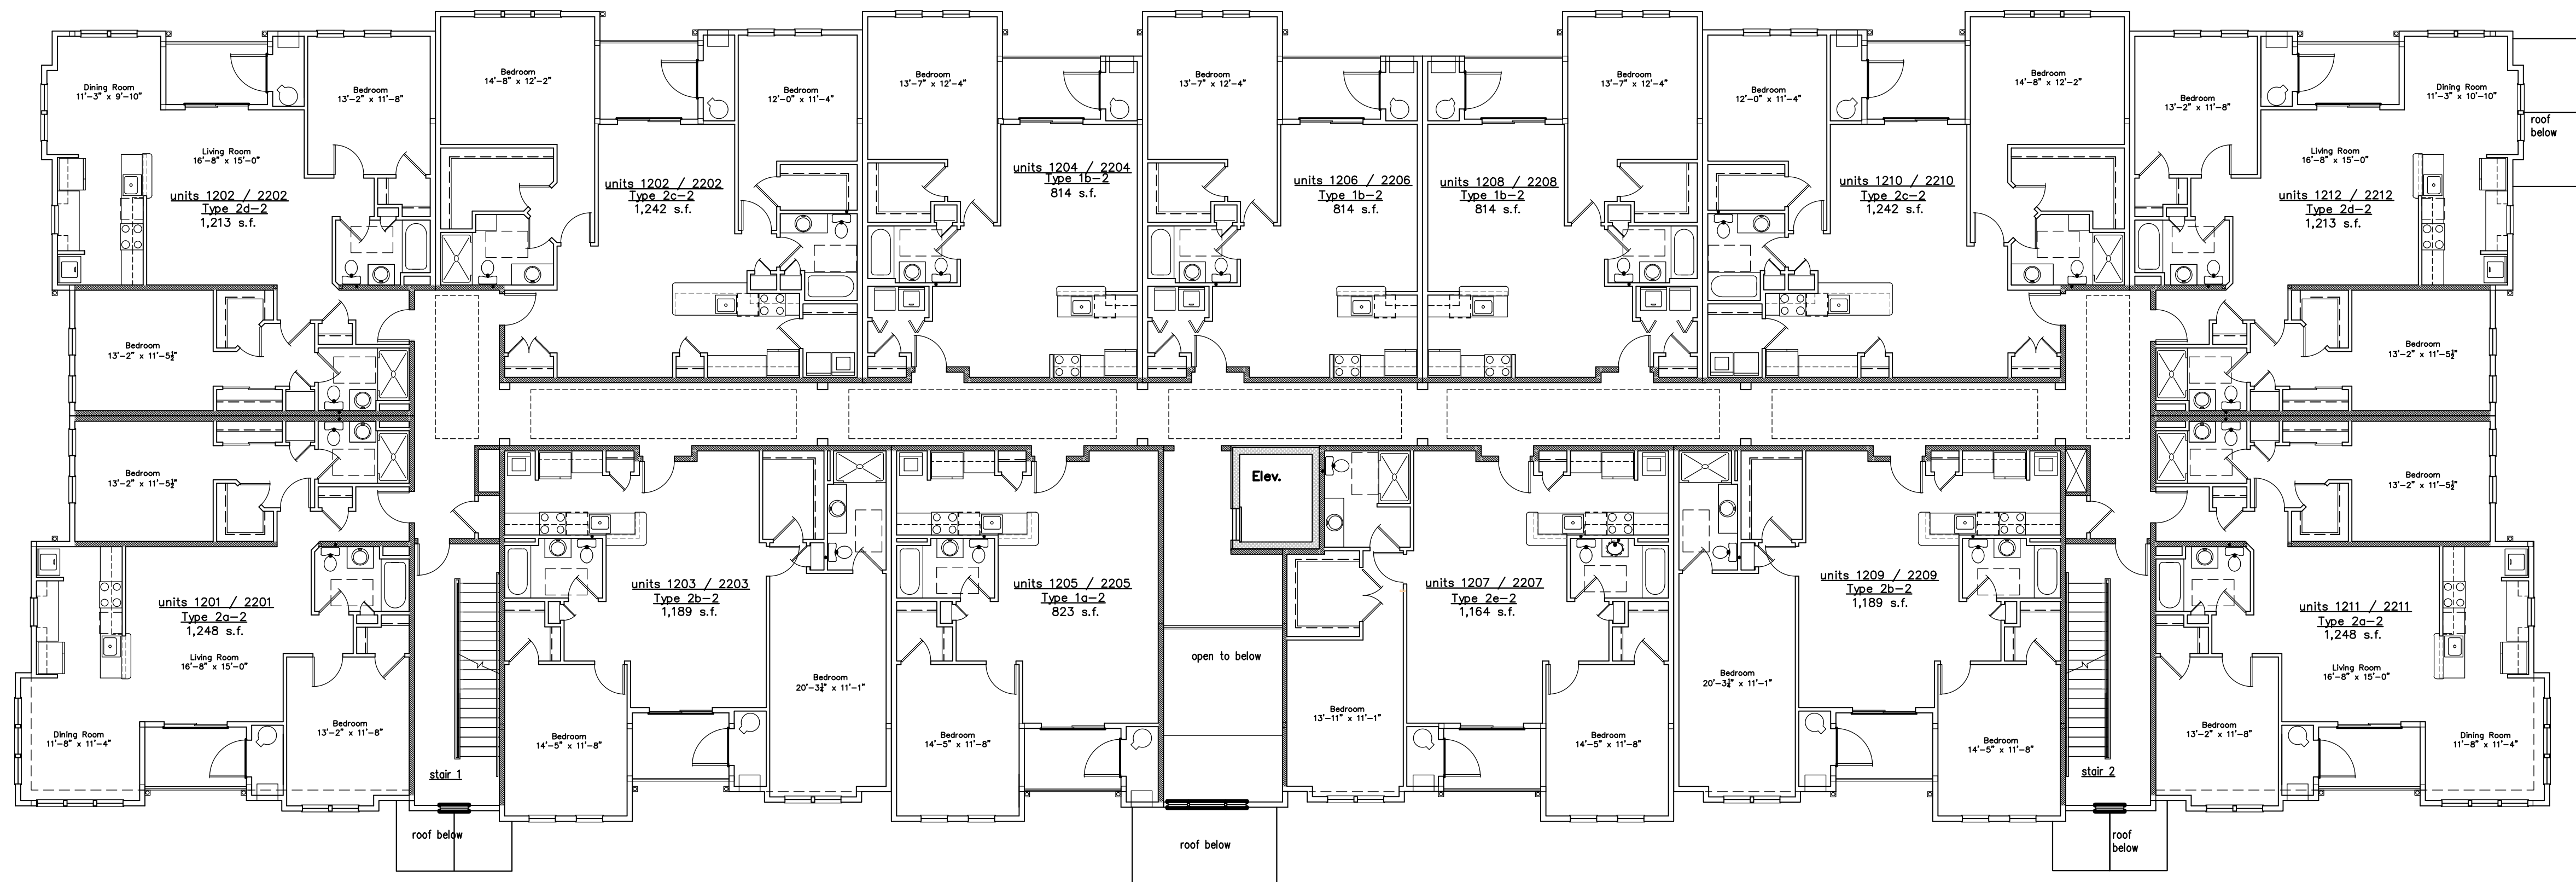 Dining Room
11'-3" x 9'-10"
Living Room
16'-8" x 15'-0"
units 1202 / 2202
Type 2d-2
1,213 s.f.
Bedroom
13'-2" x 11'-8"
Bedroom
13'-2" x 11'-5½"
Bedroom
14'-8" x 12'-2"
units 1202 / 2202
Type 2c-2
1,242 s.f.
Bedroom
12'-0" x 11'-4"
Bedroom
13'-7" x 12'-4"
units 1204 / 2204
Type 1b-2
814 s.f.
Bedroom
13'-7" x 12'-4"
units 1206 / 2206
Type 1b-2
814 s.f.
units 1208 / 2208
Type 1b-2
814 s.f.
Bedroom
13'-7" x 12'-4"
Bedroom
12'-0" x 11'-4"
units 1210 / 2210
Type 2c-2
1,242 s.f.
Bedroom
14'-8" x 12'-2"
Bedroom
13'-2" x 11'-8"
Living Room
16'-8" x 15'-0"
units 1212 / 2212
Type 2d-2
1,213 s.f.
Dining Room
11'-3" x 10'-10"
roof
below
Bedroom
13'-2" x 11'-5½"
Bedroom
13'-2" x 11'-5½"
units 1201 / 2201
Type 2a-2
1,248 s.f.
Living Room
16'-8" x 15'-0"
Dining Room
11'-8" x 11'-4"
Bedroom
13'-2" x 11'-8"
stair 1
roof below
units 1203 / 2203
Type 2b-2
1,189 s.f.
Bedroom
14'-5" x 11'-8"
Bedroom
20'-3¾" x 11'-1"
units 1205 / 2205
Type 1a-2
823 s.f.
Bedroom
14'-5" x 11'-8"
Elev.
open to below
roof below
units 1207 / 2207
Type 2e-2
1,164 s.f.
Bedroom
13'-11" x 11'-1"
Bedroom
14'-5" x 11'-8"
units 1209 / 2209
Type 2b-2
1,189 s.f.
Bedroom
20'-3¾" x 11'-1"
Bedroom
14'-5" x 11'-8"
stair 2
roof
below
Bedroom
13'-2" x 11'-5½"
units 1211 / 2211
Type 2a-2
1,248 s.f.
Living Room
16'-8" x 15'-0"
Bedroom
13'-2" x 11'-8"
Dining Room
11'-8" x 11'-4"